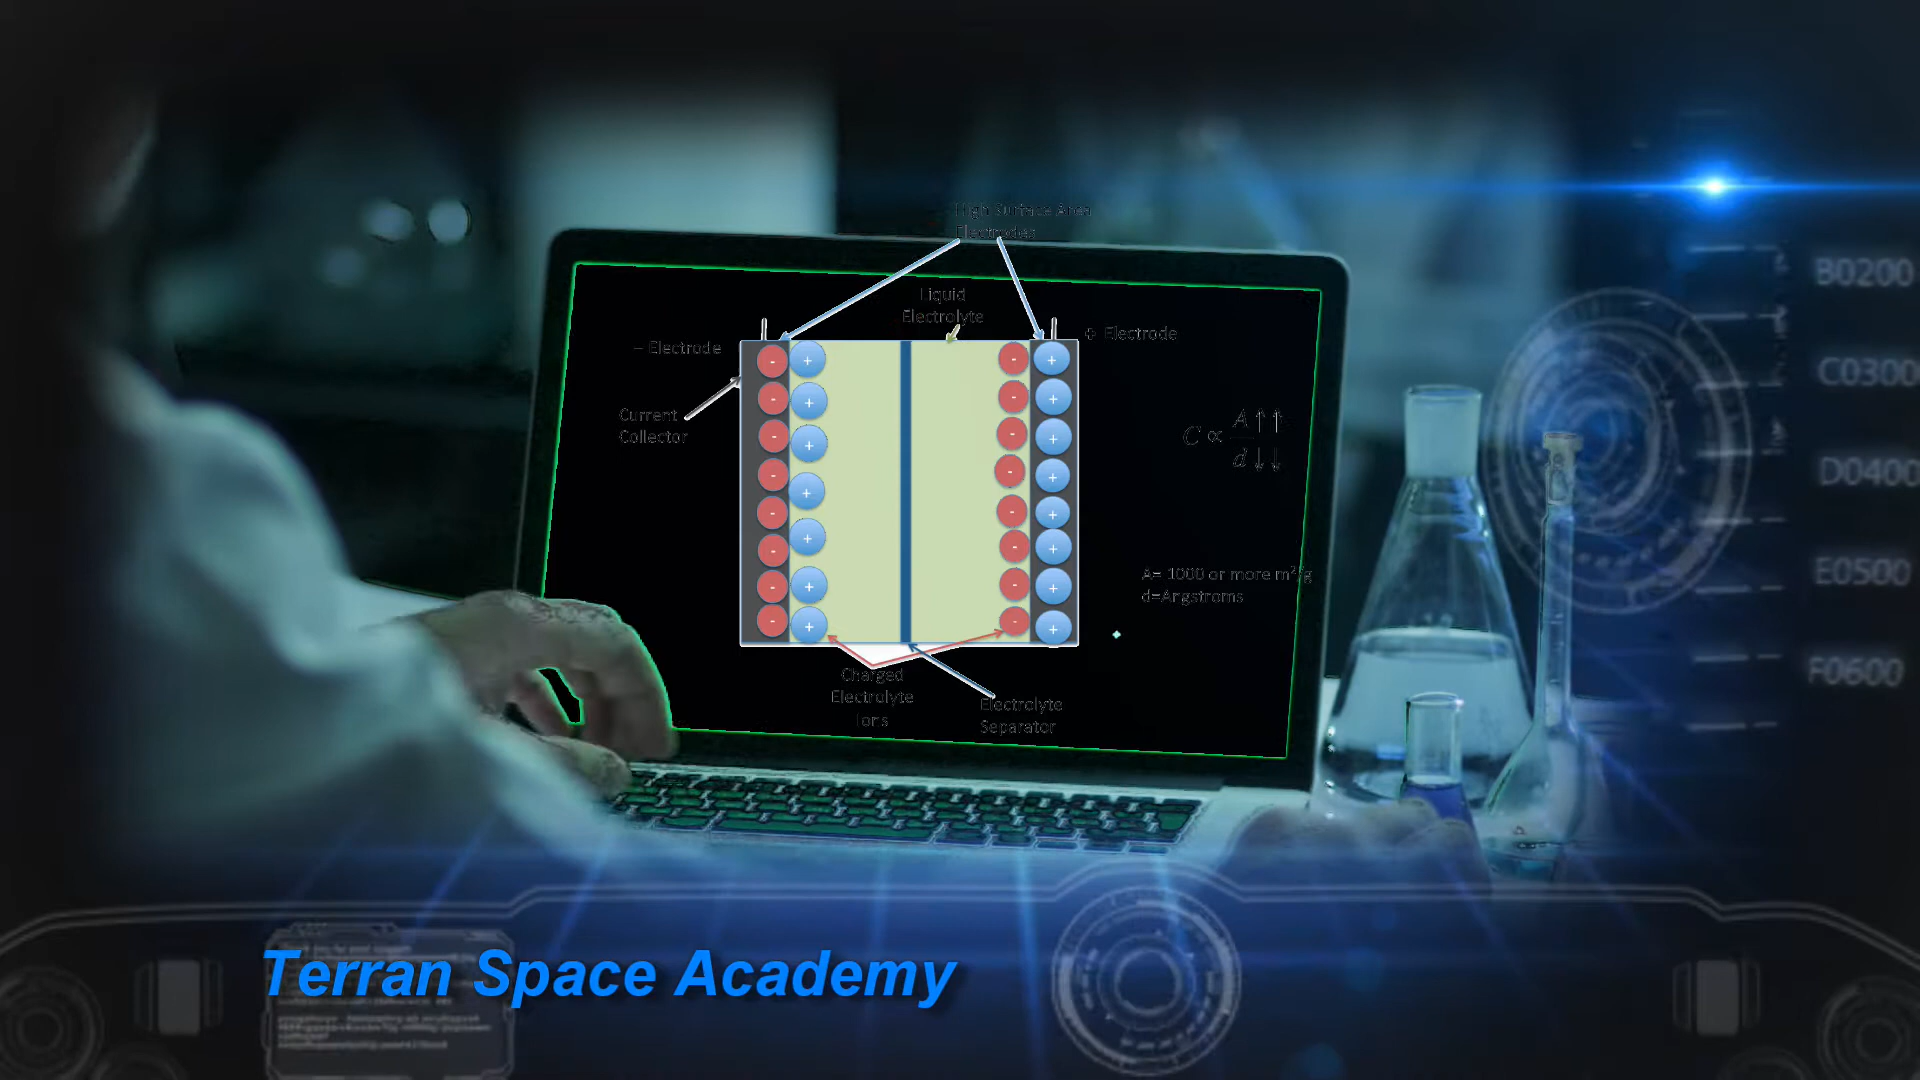 High Surface Area
Electrodes
Liquid
Electrolyte
– Electrode
+ Electrode
Current
Collector
C ∝ A↑↑
d↓↓
A= 1000 or more m²/g
d=Angstroms
Charged
Electrolyte
Ions
Electrolyte
Separator
B0200
C0300
D0400
E0500
F0600
Terran Space Academy